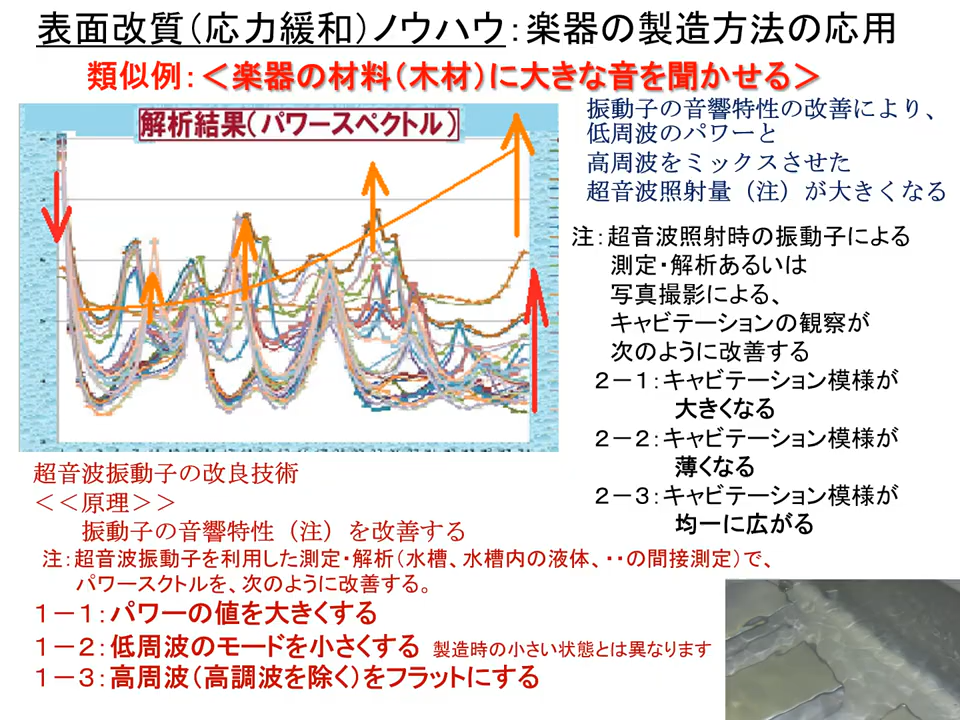 表面改質（応力緩和）ノウハウ：楽器の製造方法の応用
類似例：＜楽器の材料（木材）に大きな音を聞かせる＞
解析結果（パワースペクトル）
振動子の音響特性の改善により、
低周波のパワーと
高周波をミックスさせた
超音波照射量（注）が大きくなる
注：超音波照射時の振動子による
測定・解析あるいは
写真撮影による、
キャビテーションの観察が
次のように改善する
２－１：キャビテーション模様が
大きくなる
２－２：キャビテーション模様が
薄くなる
２－３：キャビテーション模様が
均一に広がる
超音波振動子の改良技術
＜＜原理＞＞
振動子の音響特性（注）を改善する
注：超音波振動子を利用した測定・解析（水槽、水槽内の液体、・・の間接測定）で、
パワースクトルを、次のように改善する。
１－１：パワーの値を大きくする
１－２：低周波のモードを小さくする　製造時の小さい状態とは異なります
１－３：高周波（高調波を除く）をフラットにする